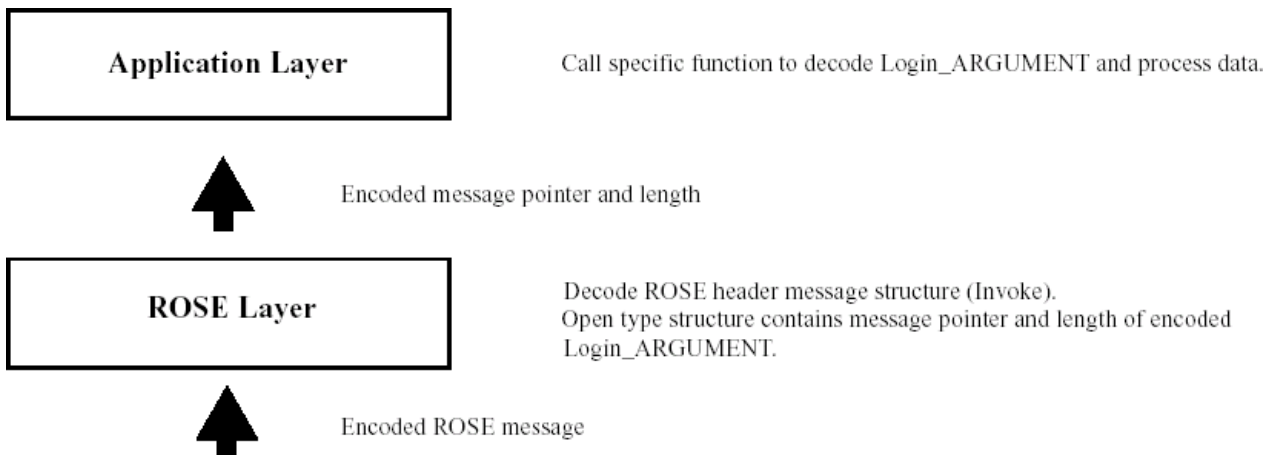 Application Layer
Call specific function to decode Login_ARGUMENT and process data.
Encoded message pointer and length
ROSE Layer
Decode ROSE header message structure (Invoke).
Open type structure contains message pointer and length of encoded
Login_ARGUMENT.
Encoded ROSE message